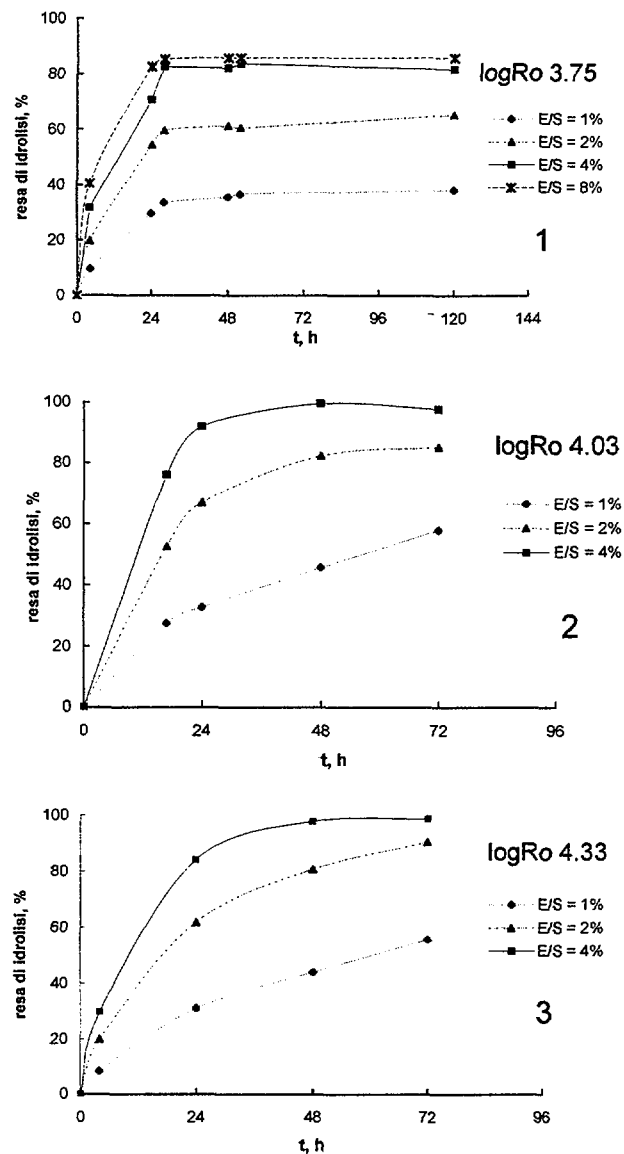 100
80
60
40
20
0
resa di idrolisi, %
0 24 48 72 96 120 144
t, h
logRo 3.75
E/S = 1%
E/S = 2%
E/S = 4%
E/S = 8%
1
100
80
60
40
20
0
resa di idrolisi, %
0 24 48 72 96
t, h
logRo 4.03
E/S = 1%
E/S = 2%
E/S = 4%
2
100
80
60
40
20
0
resa di idrolisi, %
0 24 48 72 96
t, h
logRo 4.33
E/S = 1%
E/S = 2%
E/S = 4%
3